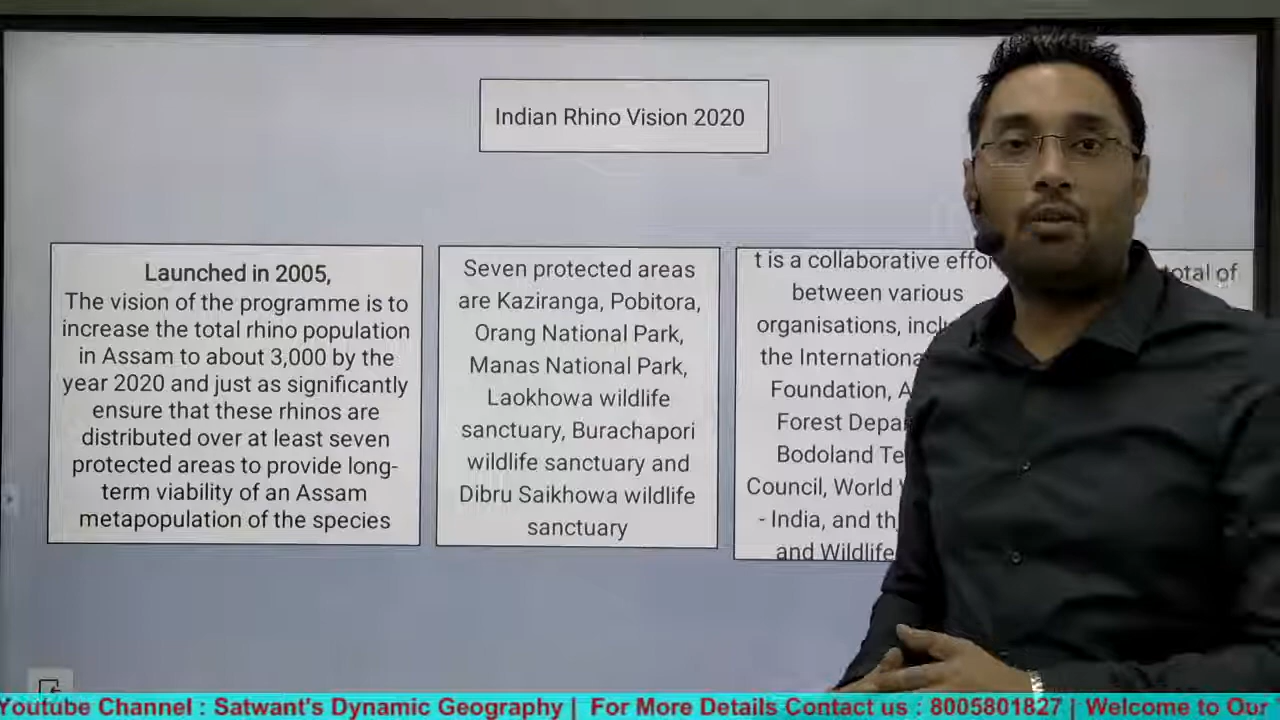 Indian Rhino Vision 2020
Launched in 2005,
The vision of the programme is to
increase the total rhino population
in Assam to about 3,000 by the
year 2020 and just as significantly
ensure that these rhinos are
distributed over at least seven
protected areas to provide long-
term viability of an Assam
metapopulation of the species
Seven protected areas
are Kaziranga, Pobitora,
Orang National Park,
Manas National Park,
Laokhowa wildlife
sanctuary, Burachapori
wildlife sanctuary and
Dibru Saikhowa wildlife
sanctuary
t is a collaborative effor
between various
organisations, inclu
the Internationa
Foundation, A
Forest Depa
Bodoland Te
Council, World
- India, and th
and Wildlife
total of
Youtube Channel : Satwant's Dynamic Geography | For More Details Contact us : 8005801827 | Welcome to Our